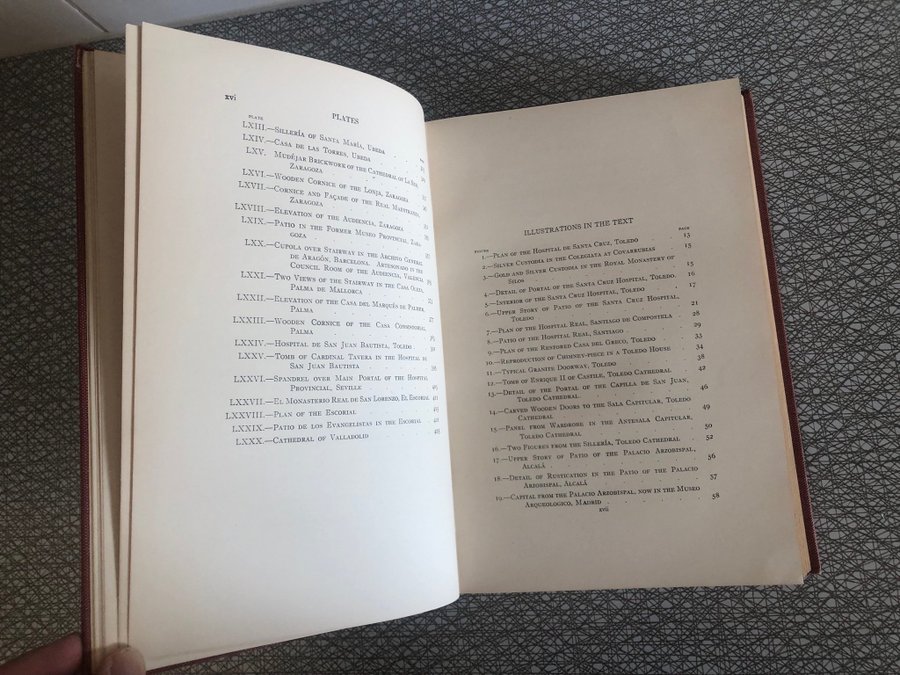 xvi
PLATES
PLATE
LXIII.—Sillería of Santa María, Ubeda
LXIV.—Casa de las Torres, Ubeda
LXV. Mudéjar Brickwork of the Cathedral of La Seo,
Zaragoza
LXVI.—Wooden Cornice of the Lonja, Zaragoza
LXVII.—Cornice and Façade of the Real Maestranza,
Zaragoza
LXVIII.—Elevation of the Audiencia, Zaragoza
LXIX.—Patio in the Former Museo Provincial, Zara-
goza
LXX.—Cupola over Stairway in the Archivo General
de Aragón, Barcelona. Artesonado in the
Council Room of the Audiencia, Valencia
LXXI.—Two Views of the Stairway in the Casa Oleza,
Palma de Mallorca
LXXII.—Elevation of the Casa del Marqués de Palmer,
Palma
LXXIII.—Wooden Cornice of the Casa Consistorial,
Palma
LXXIV.—Hospital de San Juan Bautista, Toledo
LXXV.—Tomb of Cardinal Tavera in the Hospital de
San Juan Bautista
LXXVI.—Spandrel over Main Portal of the Hospital
Provincial, Seville
LXXVII.—El Monasterio Real de San Lorenzo, El Escorial
LXXVIII.—Plan of the Escorial
LXXIX.—Patio de los Evangelistas in the Escorial
LXXX.—Cathedral of Valladolid
ILLUSTRATIONS IN THE TEXT
FIGURE PAGE
1.—Plan of the Hospital de Santa Cruz, Toledo 13
2.—Silver Custodia in the Colegiata at Covarrubias 15
3.—Gold and Silver Custodia in the Royal Monastery of
Silos 15
4.—Detail of Portal of the Santa Cruz Hospital, Toledo 16
5.—Interior of the Santa Cruz Hospital, Toledo 17
6.—Upper Story of Patio of the Santa Cruz Hospital,
Toledo 21
7.—Plan of the Hospital Real, Santiago de Compostela 28
8.—Patio of the Hospital Real, Santiago 29
9.—Plan of the Restored Casa del Greco, Toledo 33
10.—Reproduction of Chimney-piece in a Toledo House 34
11.—Typical Granite Doorway, Toledo 38
12.—Tomb of Enrique II of Castile, Toledo Cathedral 42
13.—Detail of the Portal of the Capilla de San Juan,
Toledo Cathedral 46
14.—Carved Wooden Doors to the Sala Capitular, Toledo
Cathedral 49
15.—Panel from Wardrobe in the Antesala Capitular,
Toledo Cathedral 50
16.—Two Figures from the Sillería, Toledo Cathedral 52
17.—Upper Story of Patio of the Palacio Arzobispal,
Alcalá 56
18.—Detail of Rustication in the Patio of the Palacio
Arzobispal, Alcalá 57
19.—Capital from the Palacio Arzobispal, now in the Museo
Arqueologico, Madrid 58
xvii